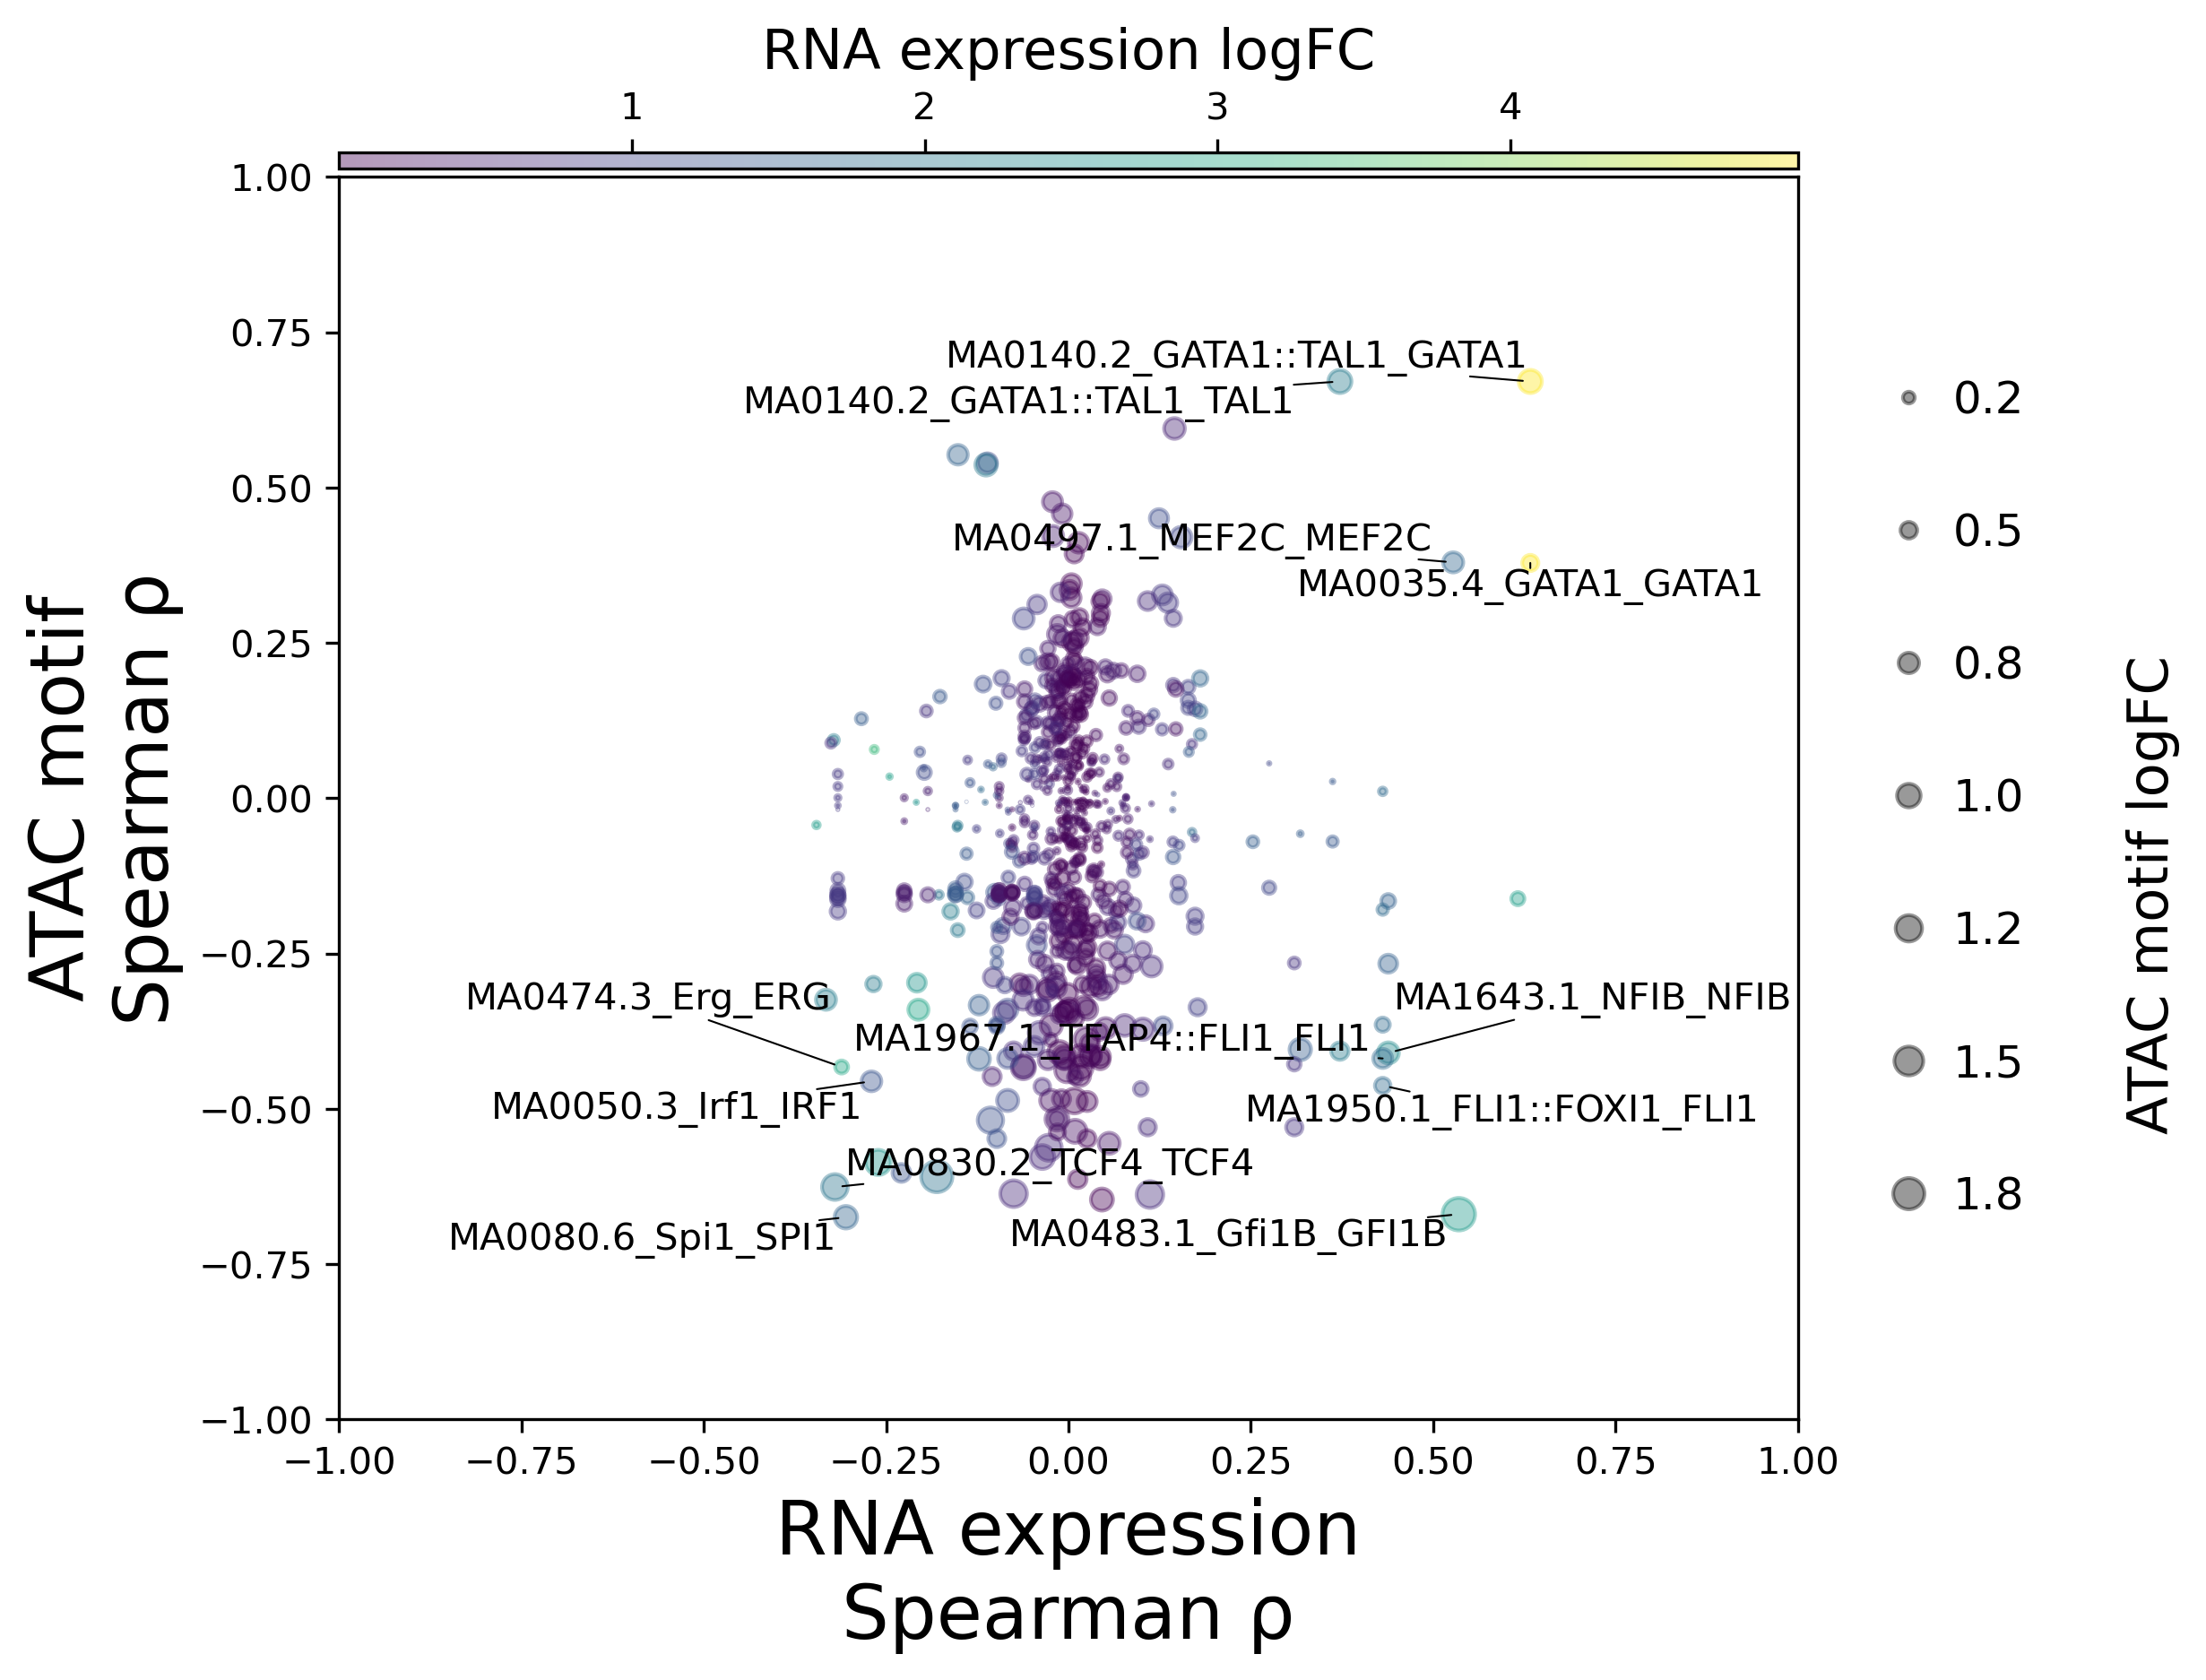 RNA expression logFC
1 2 3 4
1.00
0.75
0.50
0.25
0.00
−0.25
−0.50
−0.75
−1.00
ATAC motif
Spearman ρ
MA0140.2_GATA1::TAL1_GATA1
MA0140.2_GATA1::TAL1_TAL1
MA0497.1_MEF2C_MEF2C
MA0035.4_GATA1_GATA1
MA0474.3_Erg_ERG
MA1643.1_NFIB_NFIB
MA1967.1_TFAP4::FLI1_FLI1
MA0050.3_Irf1_IRF1
MA1950.1_FLI1::FOXI1_FLI1
MA0830.2_TCF4_TCF4
MA0080.6_Spi1_SPI1
MA0483.1_Gfi1B_GFI1B
−1.00 −0.75 −0.50 −0.25 0.00 0.25 0.50 0.75 1.00
RNA expression
Spearman ρ
0.2
0.5
0.8
1.0
1.2
1.5
1.8
ATAC motif logFC